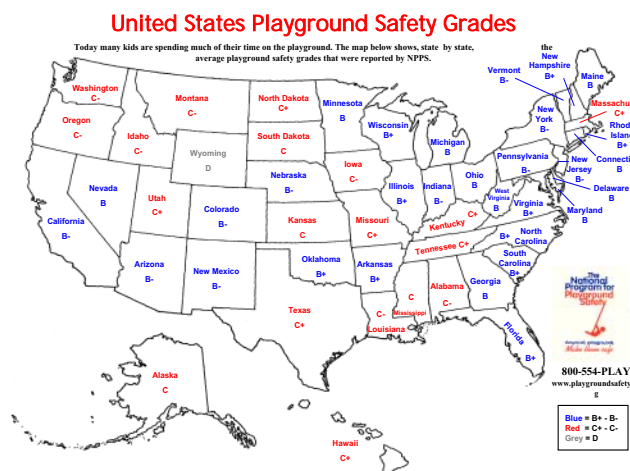 United States Playground Safety Grades
Today many kids are spending much of their time on the playground. The map below shows, state by state, the
average playground safety grades that were reported by NPPS.
Washington
C-
Oregon
C-
Montana
C-
Idaho
C-
Wyoming
D
North Dakota
C+
South Dakota
C
Nebraska
B-
Kansas
C
Minnesota
B
Iowa
C-
Missouri
C+
Wisconsin
B+
Illinois
B+
Michigan
B
Indiana
B-
Ohio
B
Kentucky C+
Tennessee C+
Nevada
B
California
B-
Utah
C+
Colorado
B-
Arizona
B-
New Mexico
B-
Texas
C+
Oklahoma
B+
Arkansas
B+
C-
Louisiana
C
Mississippi
Alabama
C-
Georgia
B
Florida
B+
South
Carolina
B+
B+
North
Carolina
Virginia
B+
West
Virginia
B
Pennsylvania
B-
New
York
B-
Vermont
B-
New
Hampshire
B+
Maine
B
Massachu
C+
Rhod
Islan
B+
Connecti
B
New
Jersey
B-
Delaware
B
Maryland
B
Alaska
C
Hawaii
C+
The
National
Program for
Playground
Safety
800-554-PLAY
www.playgroundsafety
g
Blue = B+ - B-
Red = C+ - C-
Grey = D